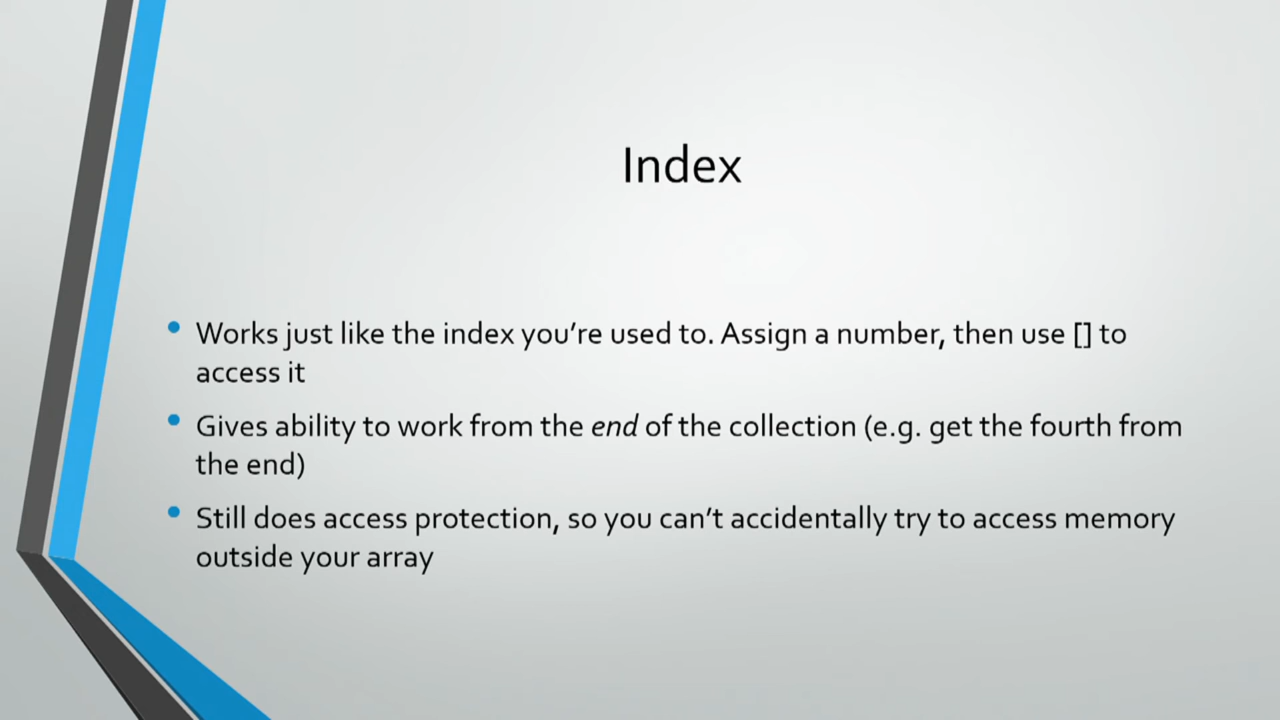 Index
• Works just like the index you’re used to. Assign a number, then use [] to
access it
• Gives ability to work from the end of the collection (e.g. get the fourth from
the end)
• Still does access protection, so you can’t accidentally try to access memory
outside your array